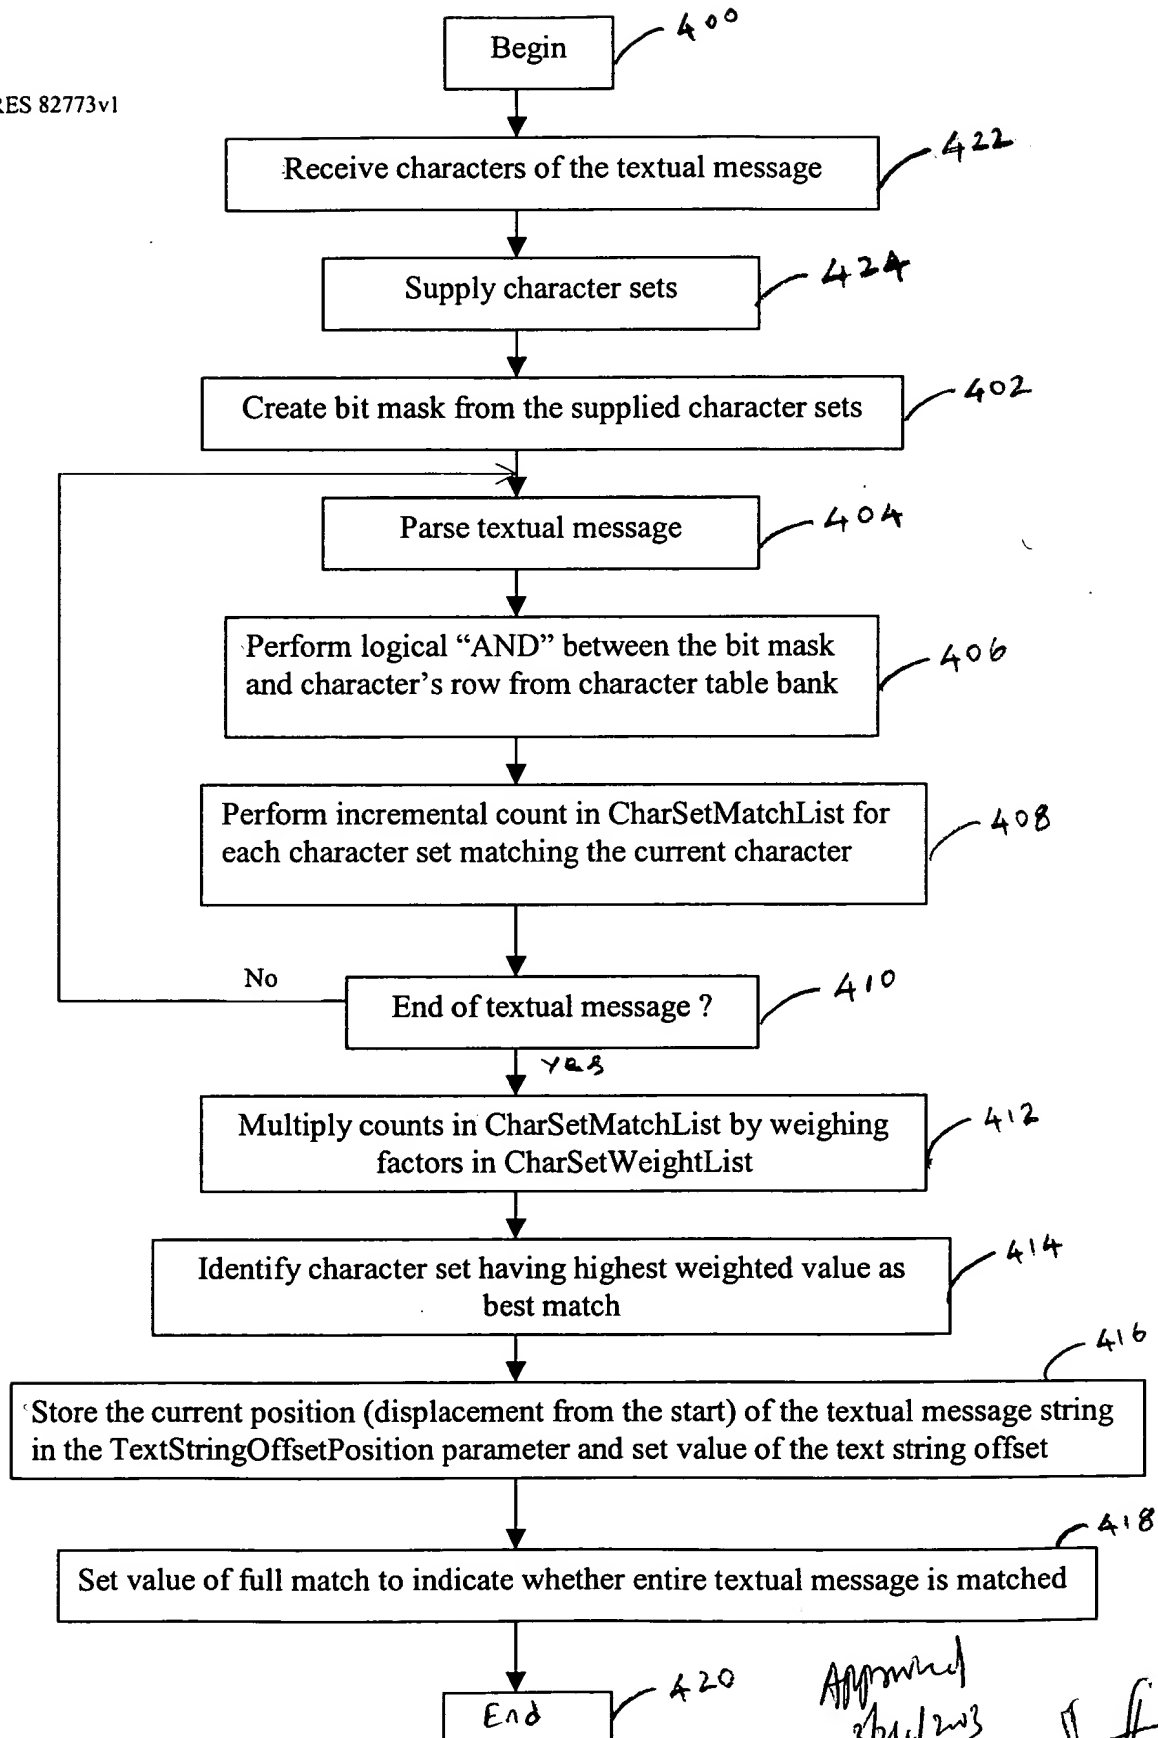 Begin
400
RES 82773v1
Receive characters of the textual message
422
Supply character sets
424
Create bit mask from the supplied character sets
402
Parse textual message
404
Perform logical “AND” between the bit mask
and character’s row from character table bank
406
Perform incremental count in CharSetMatchList for
each character set matching the current character
408
No
End of textual message ?
410
yes
Multiply counts in CharSetMatchList by weighing
factors in CharSetWeightList
412
Identify character set having highest weighted value as
best match
414
416
Store the current position (displacement from the start) of the textual message string
in the TextStringOffsetPosition parameter and set value of the text string offset
418
Set value of full match to indicate whether entire textual message is matched
End
420
Approved